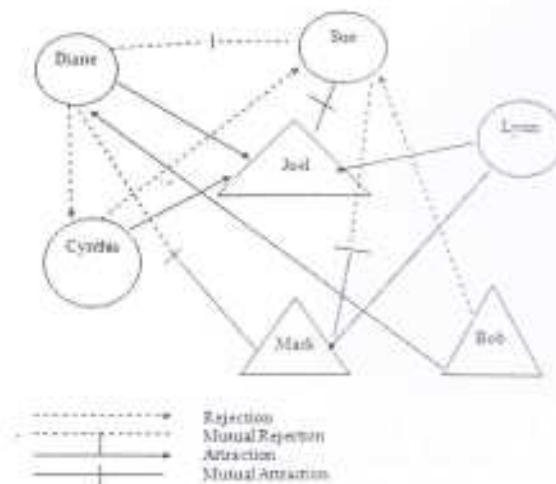 Sue
Diane
Lynn
Joel
Cynthia
Mark
Bob
Rejection
Mutual Rejection
Attraction
Mutual Attraction